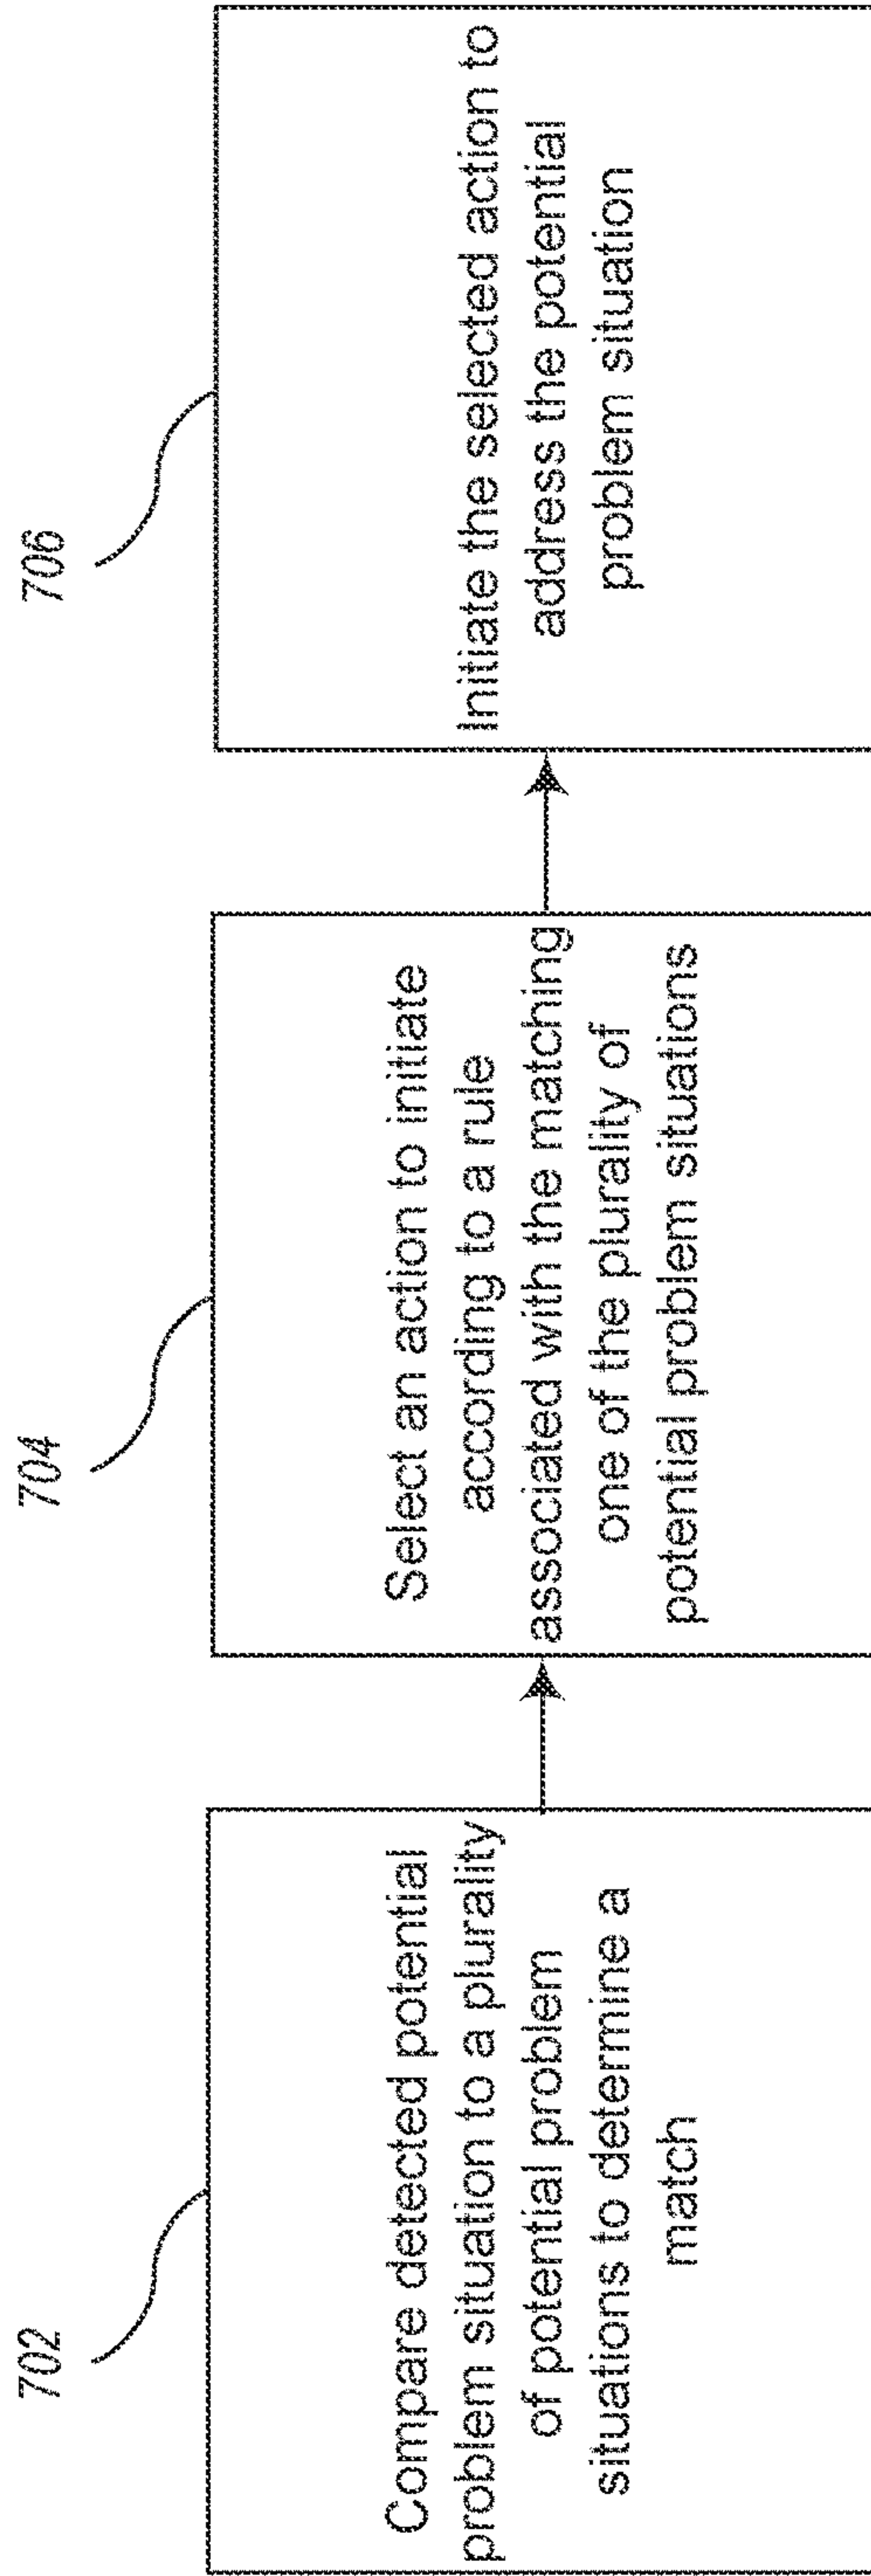 702
Compare detected potential
problem situation to a plurality
of potential problem
situations to determine a
match
704
Select an action to initiate
according to a rule
associated with the matching
one of the plurality of
potential problem situations
706
Initiate the selected action to
address the potential
problem situation